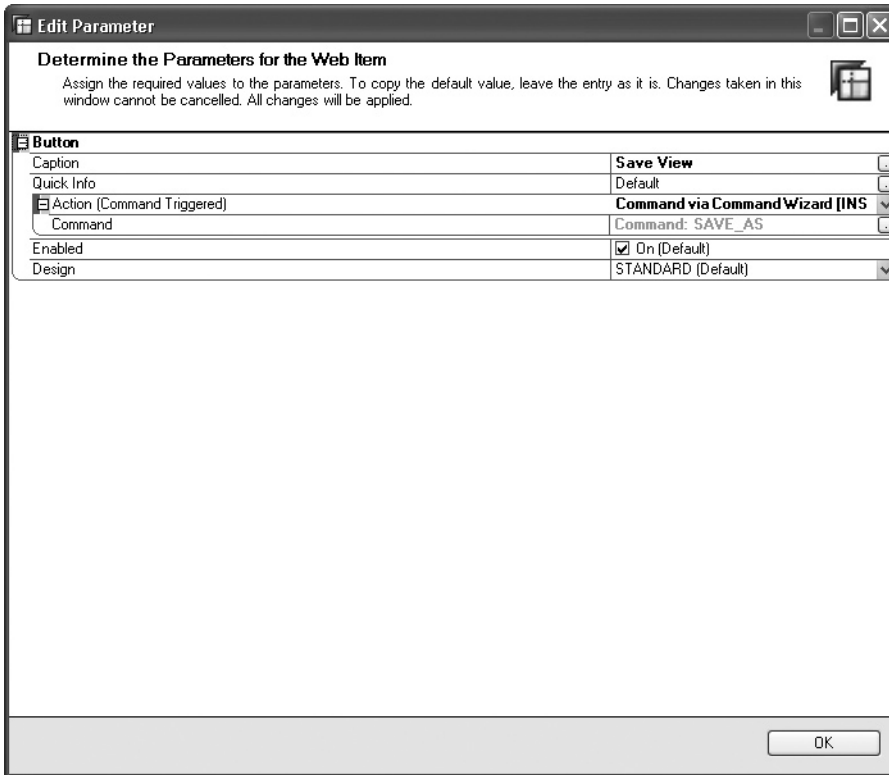 Edit Parameter
Determine the Parameters for the Web Item
Assign the required values to the parameters. To copy the default value, leave the entry as it is. Changes taken in this
window cannot be cancelled. All changes will be applied.
Button
Caption Save View
Quick Info Default
Action (Command Triggered) Command via Command Wizard [INS
Command Command: SAVE_AS
Enabled On (Default)
Design STANDARD (Default)
OK